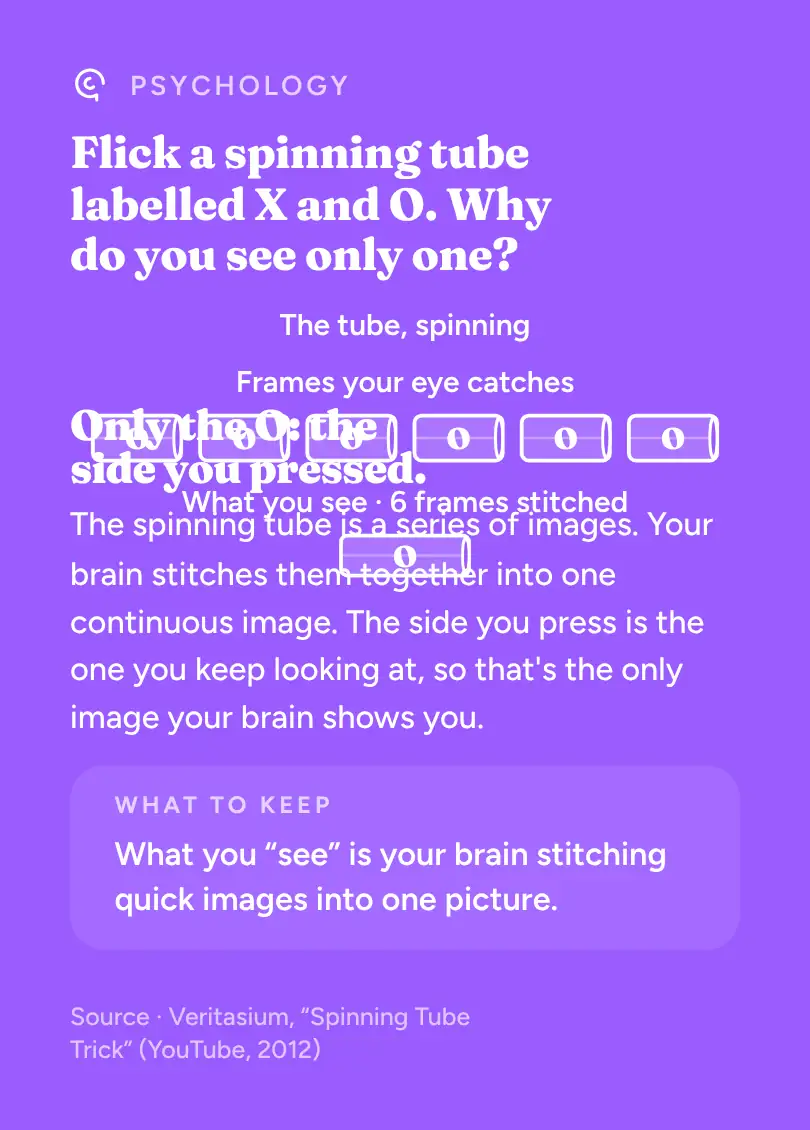 PSYCHOLOGY
Flick a spinning tube
labelled X and O. Why
do you see only one?
The tube, spinning
Frames your eye catches
Only the O: the
O O O O O O
side you pressed.
What you see · 6 frames stitched
The spinning tube is a series of images. Your
O
brain stitches them together into one
continuous image. The side you press is the
one you keep looking at, so that's the only
image your brain shows you.
WHAT TO KEEP
What you “see” is your brain stitching
quick images into one picture.
Source · Veritasium, “Spinning Tube
Trick” (YouTube, 2012)